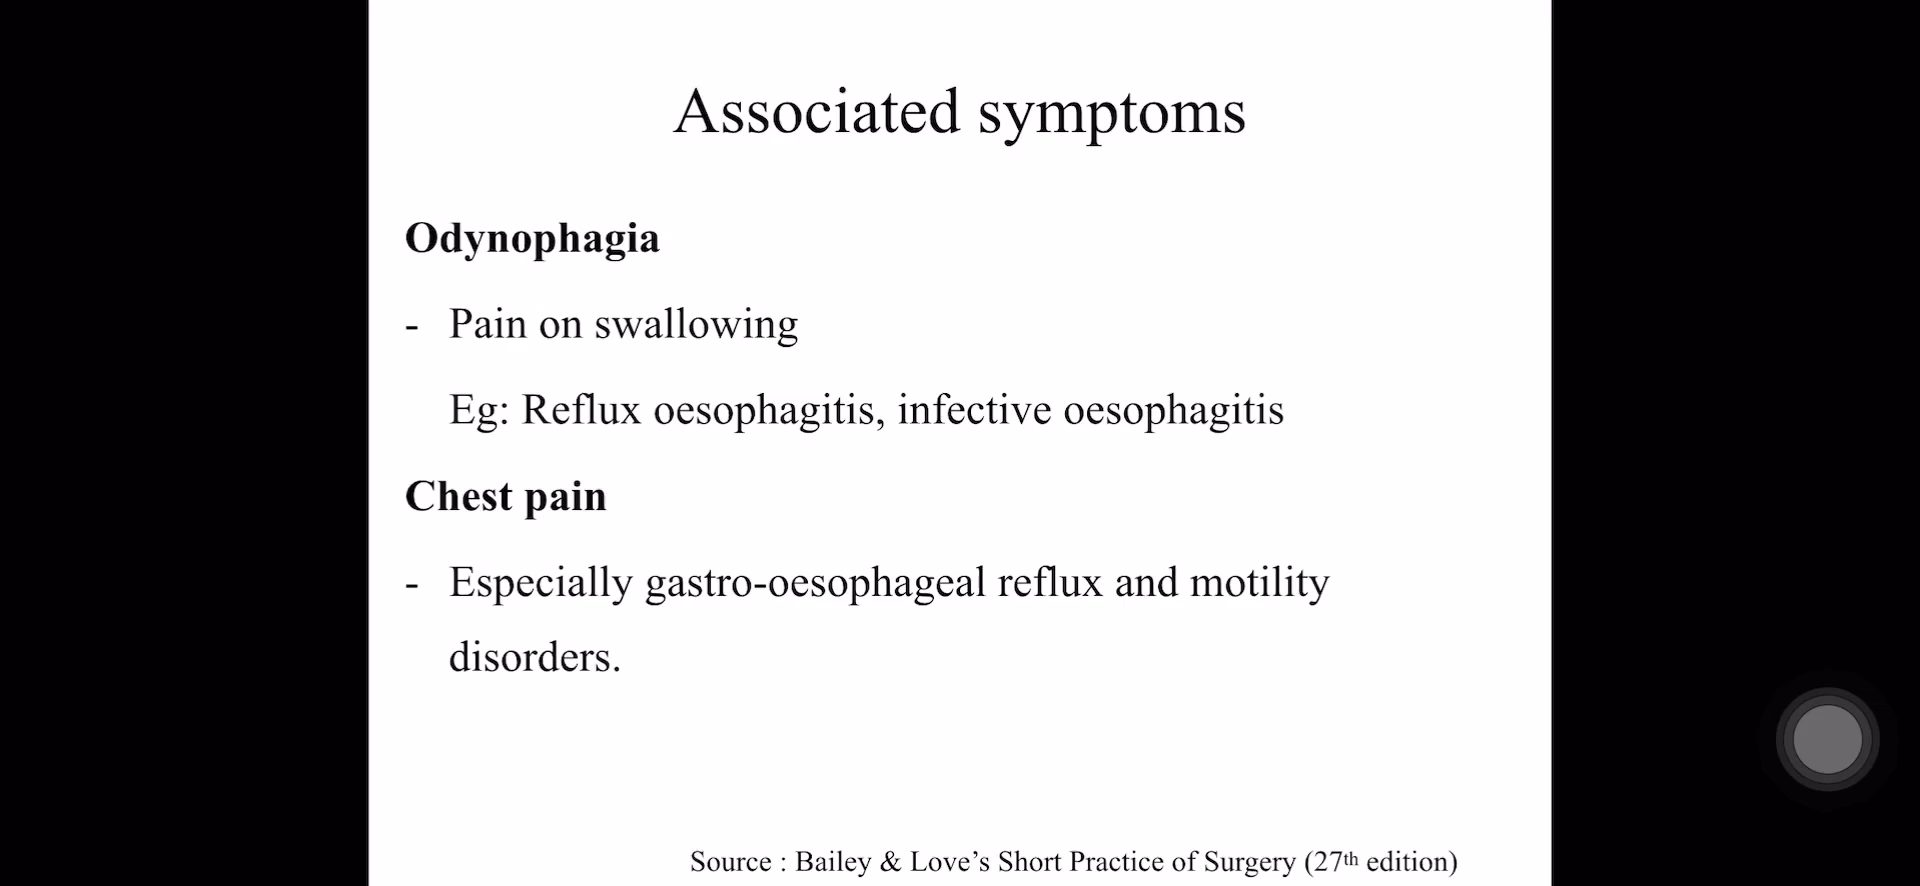 Associated symptoms
Odynophagia
- Pain on swallowing
Eg: Reflux oesophagitis, infective oesophagitis
Chest pain
- Especially gastro-oesophageal reflux and motility
disorders.
Source : Bailey & Love’s Short Practice of Surgery (27th edition)